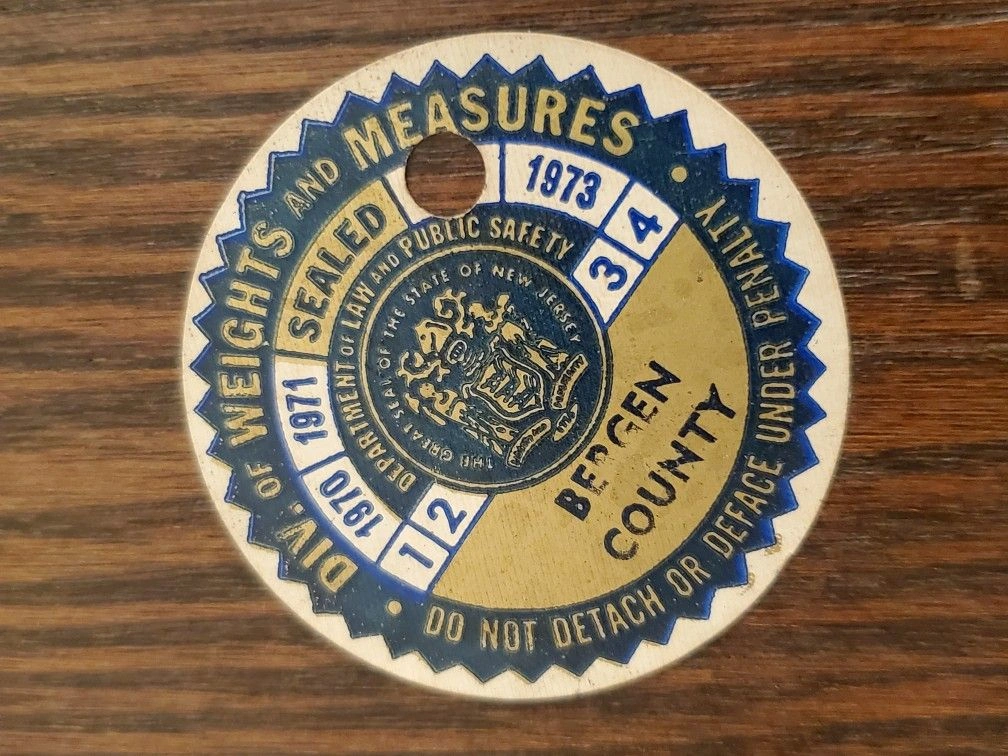 DIV. OF WEIGHTS AND MEASURES
SEALED
1970 1971 1973
1 2 3 4
DEPARTMENT OF LAW AND PUBLIC SAFETY
THE GREAT SEAL OF THE STATE OF NEW JERSEY
BERGEN
COUNTY
DO NOT DETACH OR DEFACE UNDER PENALTY